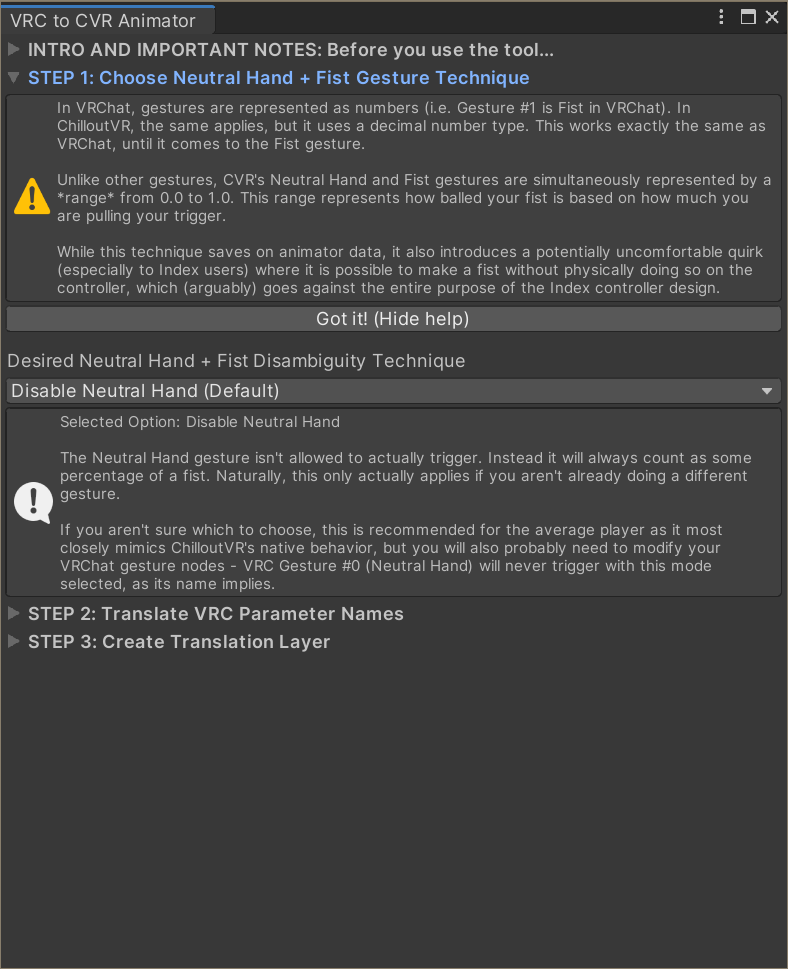 VRC to CVR Animator
INTRO AND IMPORTANT NOTES: Before you use the tool...
STEP 1: Choose Neutral Hand + Fist Gesture Technique
In VRChat, gestures are represented as numbers (i.e. Gesture #1 is Fist in VRChat). In
ChilloutVR, the same applies, but it uses a decimal number type. This works exactly the same as
VRChat, until it comes to the Fist gesture.
Unlike other gestures, CVR's Neutral Hand and Fist gestures are simultaneously represented by a
*range* from 0.0 to 1.0. This range represents how balled your fist is based on how much you
are pulling your trigger.
While this technique saves on animator data, it also introduces a potentially uncomfortable quirk
(especially to Index users) where it is possible to make a fist without physically doing so on the
controller, which (arguably) goes against the entire purpose of the Index controller design.
Got it! (Hide help)
Desired Neutral Hand + Fist Disambiguity Technique
Disable Neutral Hand (Default)
Selected Option: Disable Neutral Hand
The Neutral Hand gesture isn't allowed to actually trigger. Instead it will always count as some
percentage of a fist. Naturally, this only actually applies if you aren't already doing a different
gesture.
If you aren't sure which to choose, this is recommended for the average player as it most
closely mimics ChilloutVR's native behavior, but you will also probably need to modify your
VRChat gesture nodes - VRC Gesture #0 (Neutral Hand) will never trigger with this mode
selected, as its name implies.
STEP 2: Translate VRC Parameter Names
STEP 3: Create Translation Layer